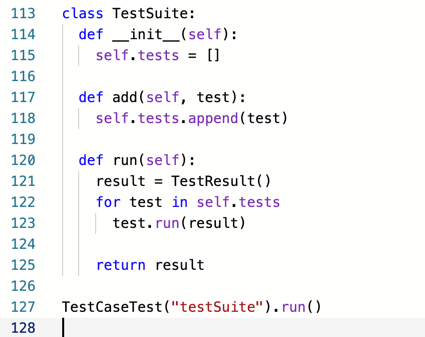 113 class TestSuite:
114   def __init__(self):
115     self.tests = []
116
117   def add(self, test):
118     self.tests.append(test)
119
120   def run(self):
121     result = TestResult()
122     for test in self.tests
123       test.run(result)
124
125     return result
126
127 TestCaseTest("testSuite").run()
128